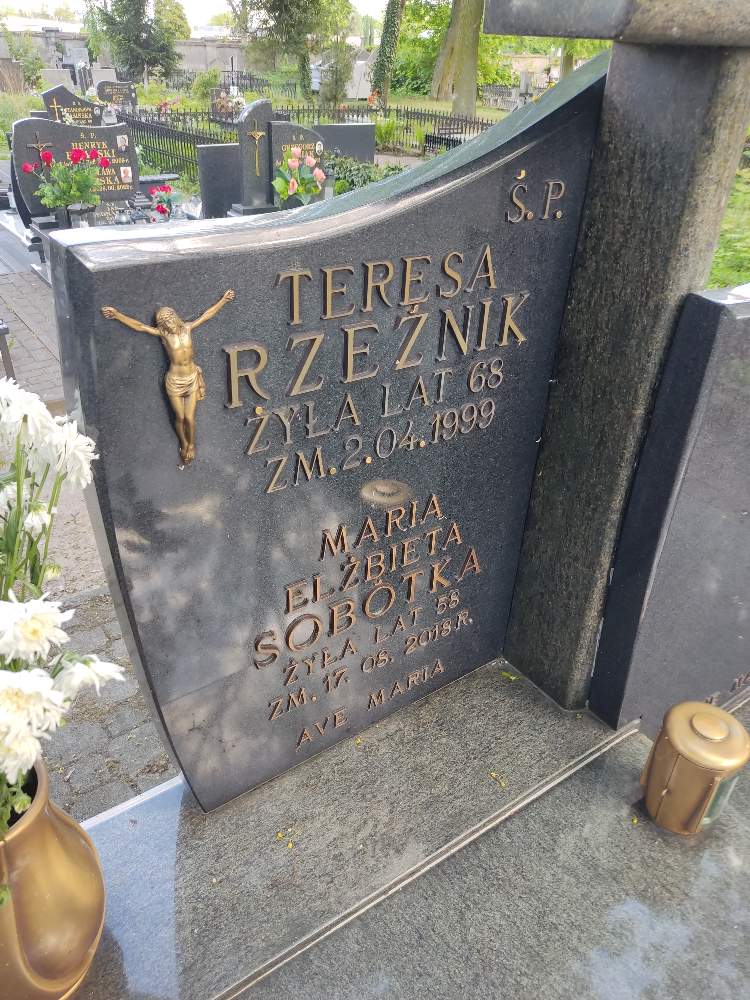 Ś. P.
TERESA
RZEŹNIK
ŻYŁA LAT 68
ZM. 2.04.1999
MARIA
ELŻBIETA
SOBÓTKA
ŻYŁA LAT 58
ZM. 17. 08. 2018 R.
AVE MARIA
Ś. P.
HENRYK